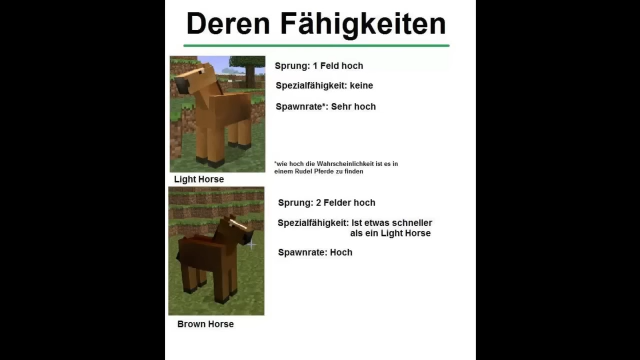 Deren Fähigkeiten
Sprung: 1 Feld hoch
Spezialfähigkeit: keine
Spawnrate*: Sehr hoch
*wie hoch die Wahrscheinlichkeit ist es in
einem Rudel Pferde zu finden
Light Horse
Sprung: 2 Felder hoch
Spezialfähigkeit: Ist etwas schneller
als ein Light Horse
Spawnrate: Hoch
Brown Horse